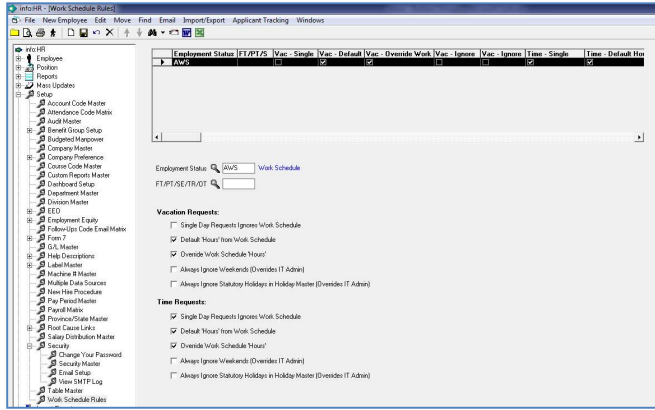 info:HR - [Work Schedule Rules]
File New Employee Edit Move Find Email Import/Export Applicant Tracking Windows
info:HR
Employee
Position
Reports
Mass Updates
Setup
Account Code Master
Attendance Code Matrix
Audit Master
Benefit Group Setup
Budgeted Manpower
Company Master
Company Preference
Course Code Master
Custom Reports Master
Dashboard Setup
Department Master
Division Master
EEO
Employment Equity
Follow-Ups Code Email Matrix
Form 7
G/L Master
Help Descriptions
Label Master
Machine # Master
Multiple Data Sources
New Hire Procedure
Pay Period Master
Payroll Matrix
Province/State Master
Root Cause Links
Salary Distribution Master
Security
Change Your Password
Security Master
Email Setup
View SMTP Log
Table Master
Work Schedule Rules
Employment Status FT/PT/S Vac - Single Vac - Default Vac - Override Work Vac - Ignore Vac - Ignore Time - Single Time - Default Hou
AWS
Employment Status AWS Work Schedule
FT/PT/SE/TR/OT
Vacation Requests:
Single Day Requests Ignores Work Schedule
Default 'Hours' from Work Schedule
Override Work Schedule 'Hours'
Always Ignore Weekends (Overrides IT Admin)
Always Ignore Statutory Holidays in Holiday Master (Overrides IT Admin)
Time Requests:
Single Day Requests Ignores Work Schedule
Default 'Hours' from Work Schedule
Override Work Schedule 'Hours'
Always Ignore Weekends (Overrides IT Admin)
Always Ignore Statutory Holidays in Holiday Master (Overrides IT Admin)